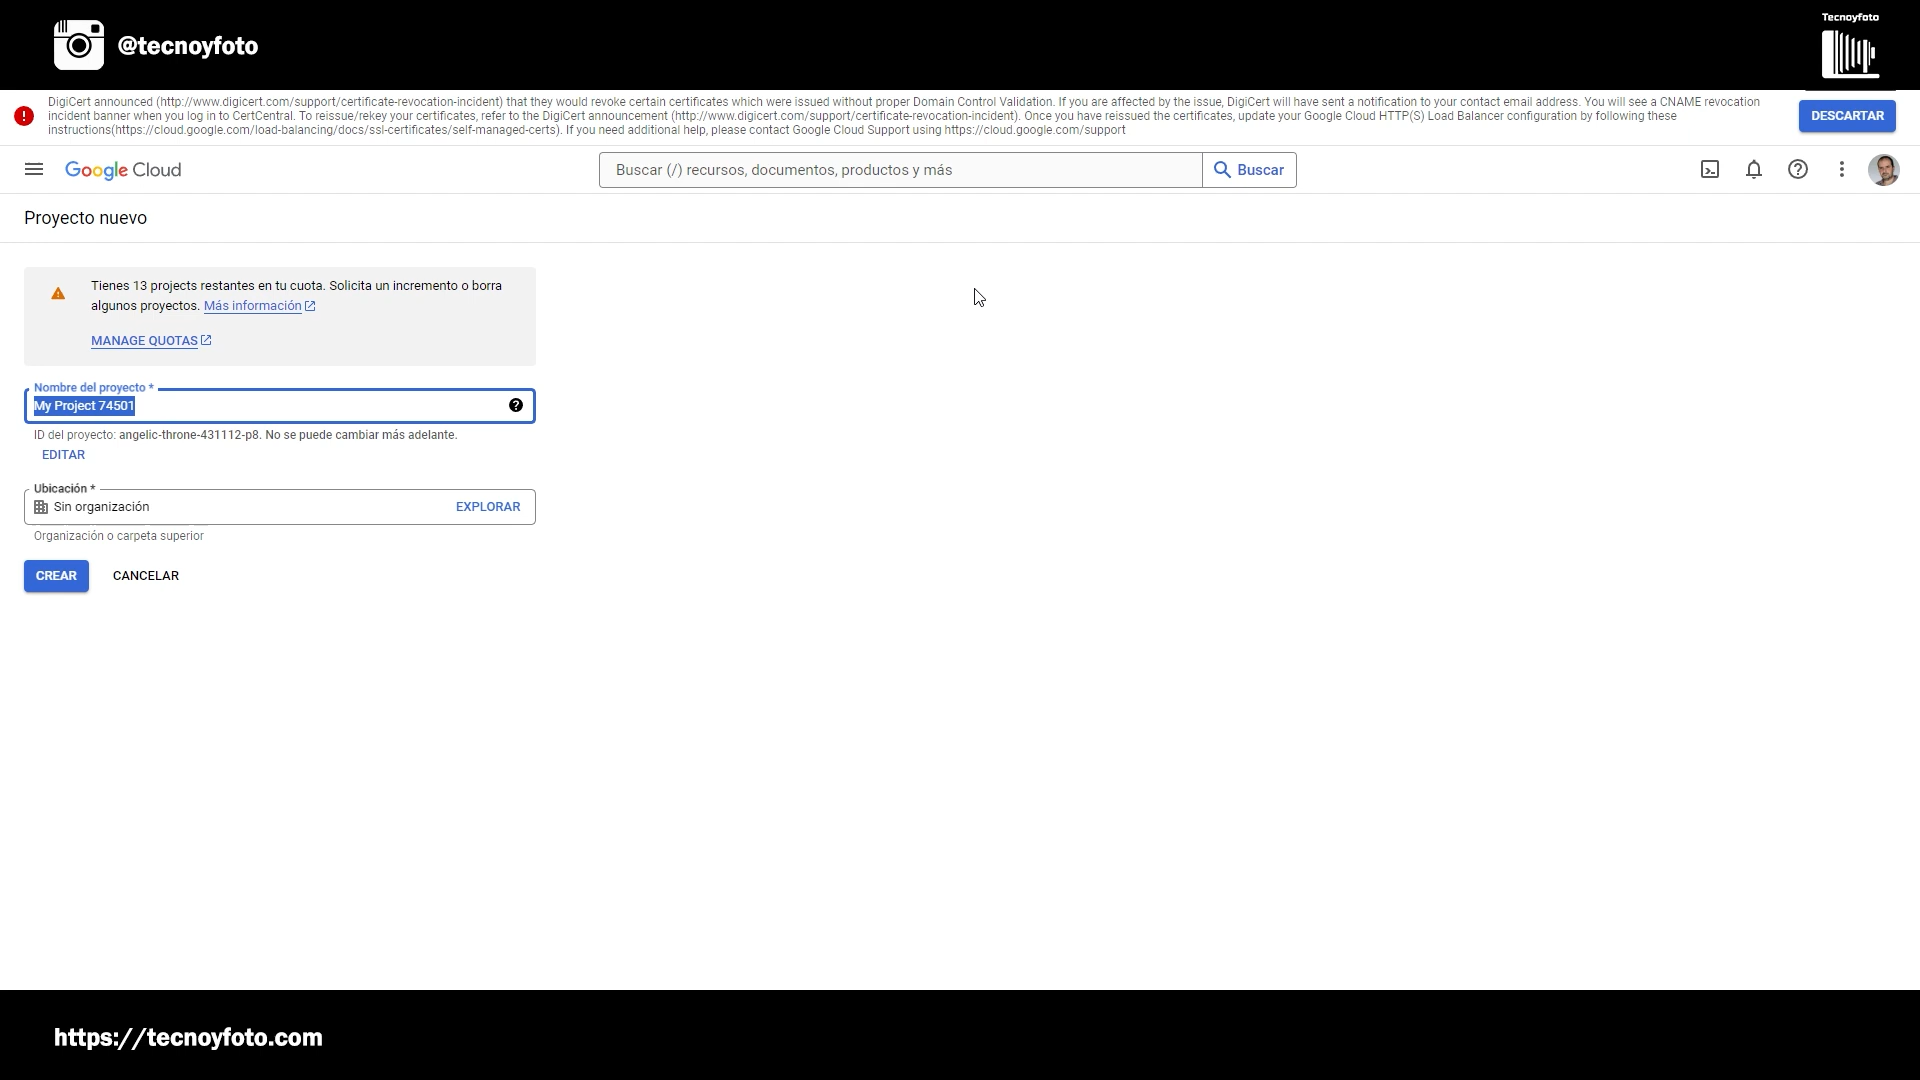 @tecnoyfoto
Tecnoyfoto
DigiCert announced (http://www.digicert.com/support/certificate-revocation-incident) that they would revoke certain certificates which were issued without proper Domain Control Validation. If you are affected by the issue, DigiCert will have sent a notification to your contact email address. You will see a CNAME revocation
incident banner when you log in to CertCentral. To reissue/rekey your certificates, refer to the DigiCert announcement (http://www.digicert.com/support/certificate-revocation-incident). Once you have reissued the certificates, update your Google Cloud HTTP(S) Load Balancer configuration by following these
instructions(https://cloud.google.com/load-balancing/docs/ssl-certificates/self-managed-certs). If you need additional help, please contact Google Cloud Support using https://cloud.google.com/support
DESCARTAR
Google Cloud
Buscar (/) recursos, documentos, productos y más
Buscar
Proyecto nuevo
Tienes 13 projects restantes en tu cuota. Solicita un incremento o borra
algunos proyectos. Más información
MANAGE QUOTAS
Nombre del proyecto *
My Project 74501
ID del proyecto: angelic-throne-431112-p8. No se puede cambiar más adelante.
EDITAR
Ubicación *
Sin organización
EXPLORAR
Organización o carpeta superior
CREAR
CANCELAR
https://tecnoyfoto.com